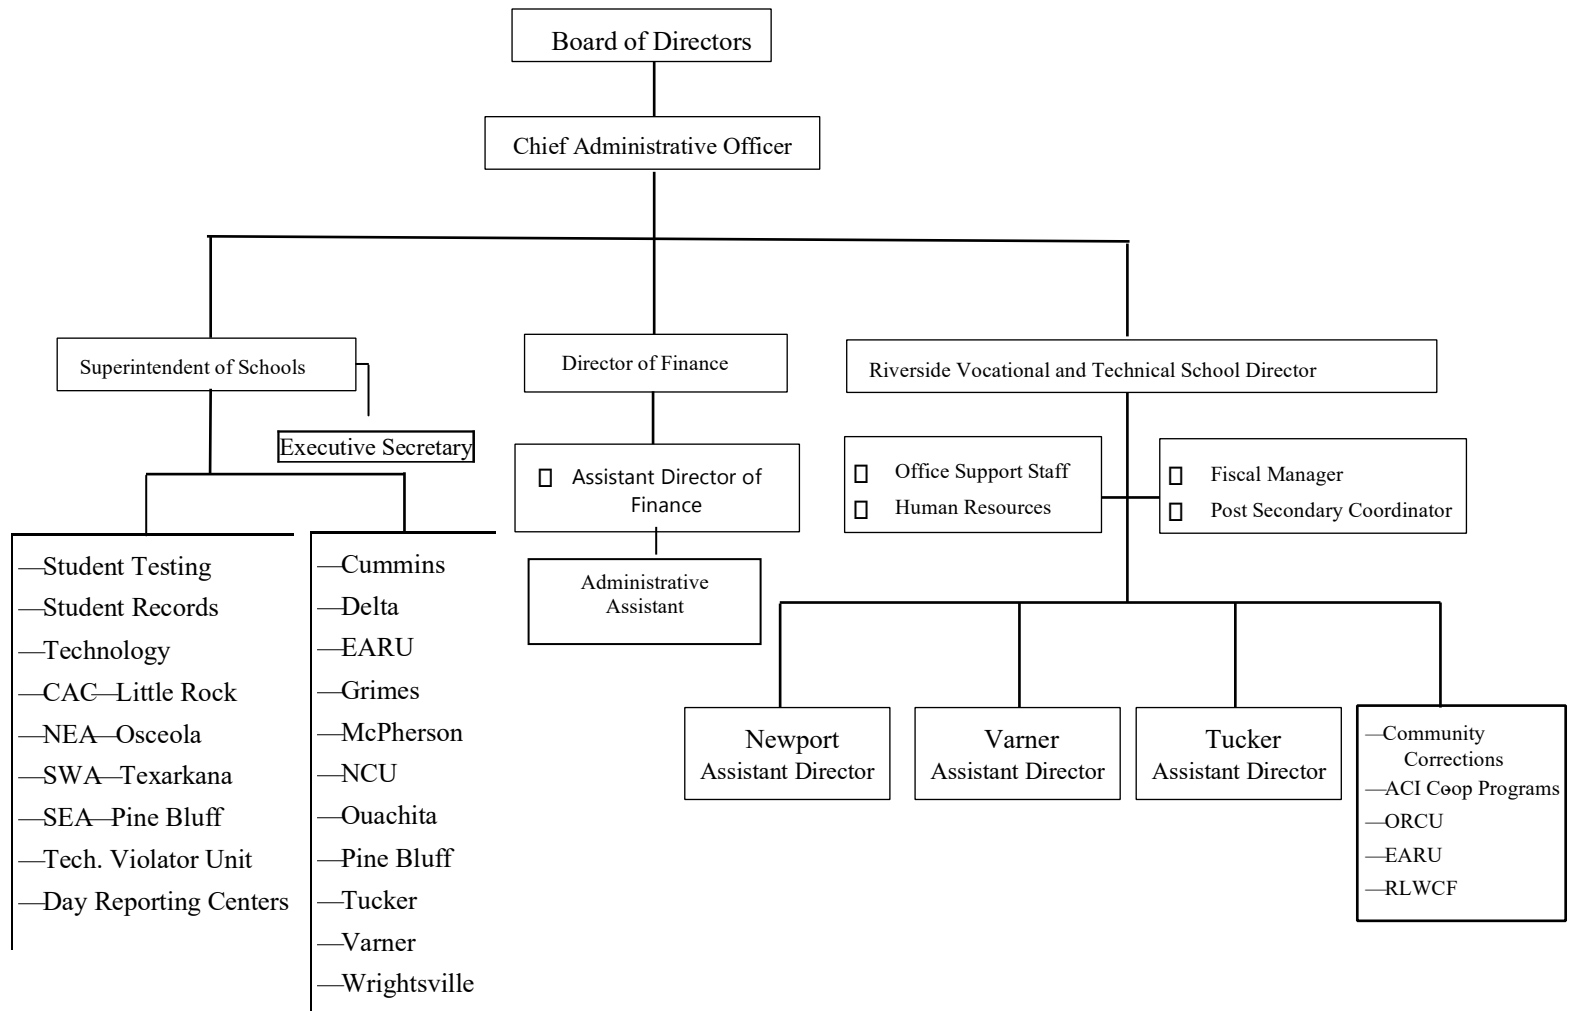 Board of Directors
Chief Administrative Officer
Superintendent of Schools
Executive Secretary
—Student Testing
—Student Records
—Technology
—CAC—Little Rock
—NEA—Osceola
—SWA—Texarkana
—SEA—Pine Bluff
—Tech. Violator Unit
—Day Reporting Centers
—Cummins
—Delta
—EARU
—Grimes
—McPherson
—NCU
—Ouachita
—Pine Bluff
—Tucker
—Varner
—Wrightsville
Director of Finance
Assistant Director of
Finance
Administrative
Assistant
Riverside Vocational and Technical School Director
Office Support Staff
Human Resources
Fiscal Manager
Post Secondary Coordinator
Newport
Assistant Director
Varner
Assistant Director
Tucker
Assistant Director
—Community
Corrections
—ACI Co-op Programs
—ORCU
—EARU
—RLWCF